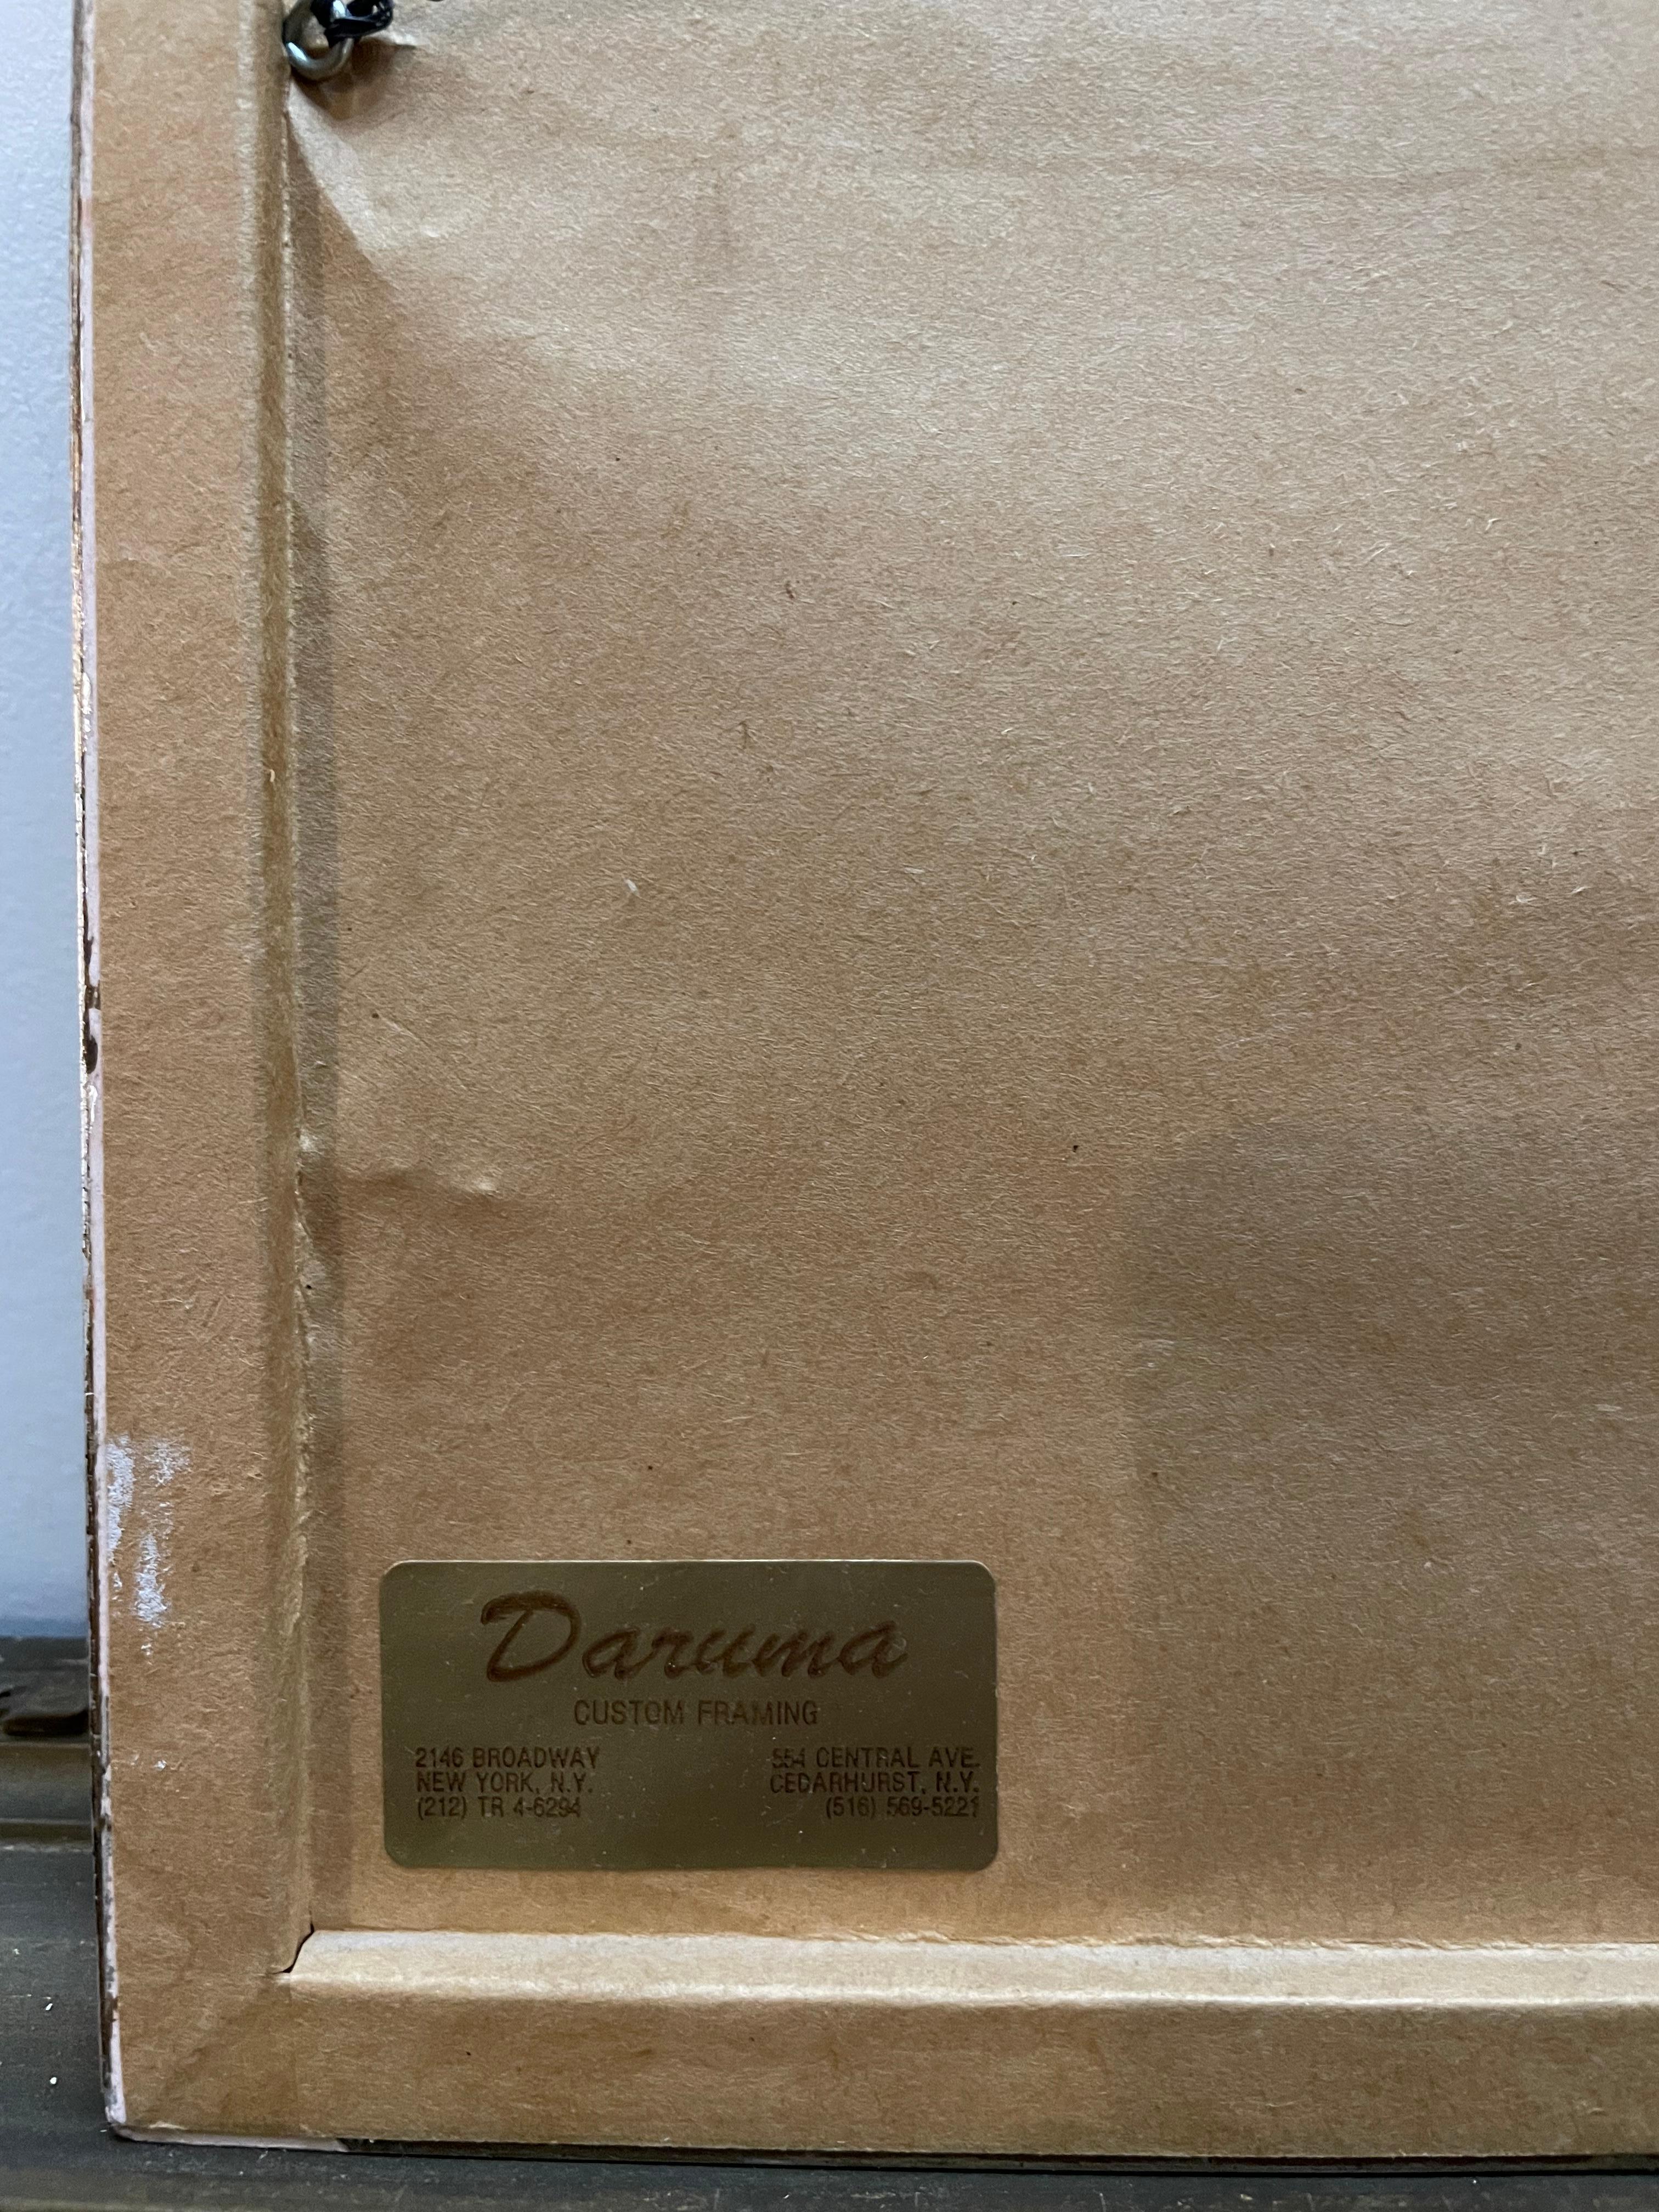 Daruma
CUSTOM FRAMING
2146 BROADWAY
NEW YORK, N.Y.
(212) TR 4-6294
554 CENTRAL AVE.
CEDARHURST, N.Y.
(516) 569-5221